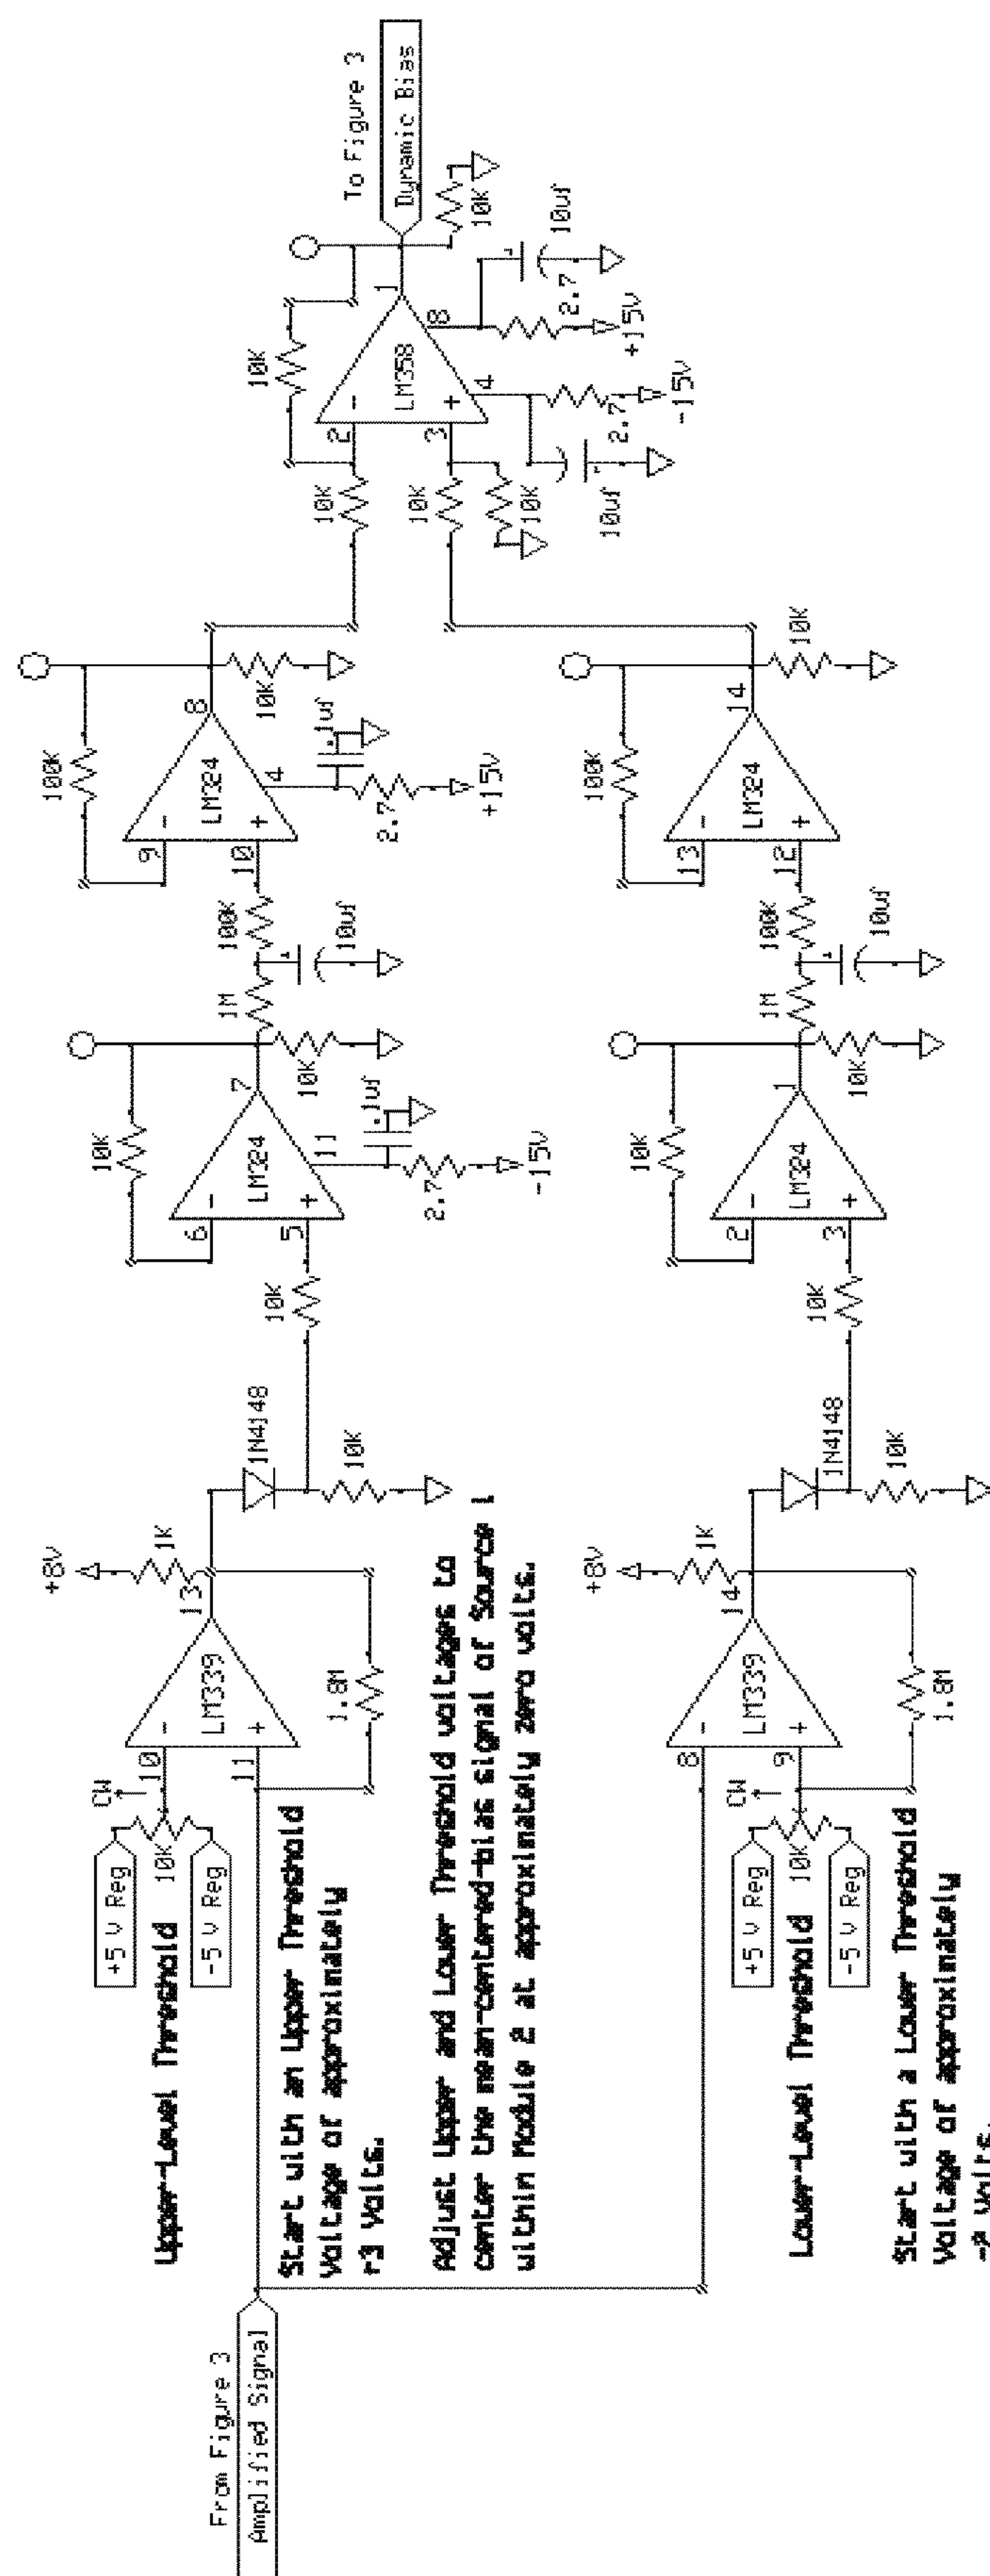 From Figure 3
Amplified Signal
Upper-Level Threshold
Start with an Upper Threshold
Voltage of approximately
Volts.
+5 V Reg
10K
-5 V Reg
CW
10
11
-
+
LM339
13
1.8M
+8V
1K
1N4148
10K
10K
6
5
-
+
LM324
7
10K
11
2.7
.1uf
-15V
10K
1M
10uf
100K
9
10
-
+
LM324
8
100K
4
2.7
.1uf
+15V
10K
Adjust Upper and Lower Threshold voltages to
center the mean-centered-bias signal of Source 1
within Module 2 at approximately zero volts.
Lower-Level Threshold
Start with a Lower Threshold
Voltage of approximately
+5 V Reg
10K
-5 V Reg
CW
8
9
-
+
LM339
14
1.8M
+8V
1K
1N4148
10K
10K
2
3
-
+
LM324
1
10K
10K
1M
10uf
100K
13
12
-
+
LM324
14
100K
10K
10K
10K
10K
2
3
-
+
LM358
1
10K
4
8
10uf
2.7
-15V
2.7
+15V
10uf
10K
To Figure 3
Dynamic Bias